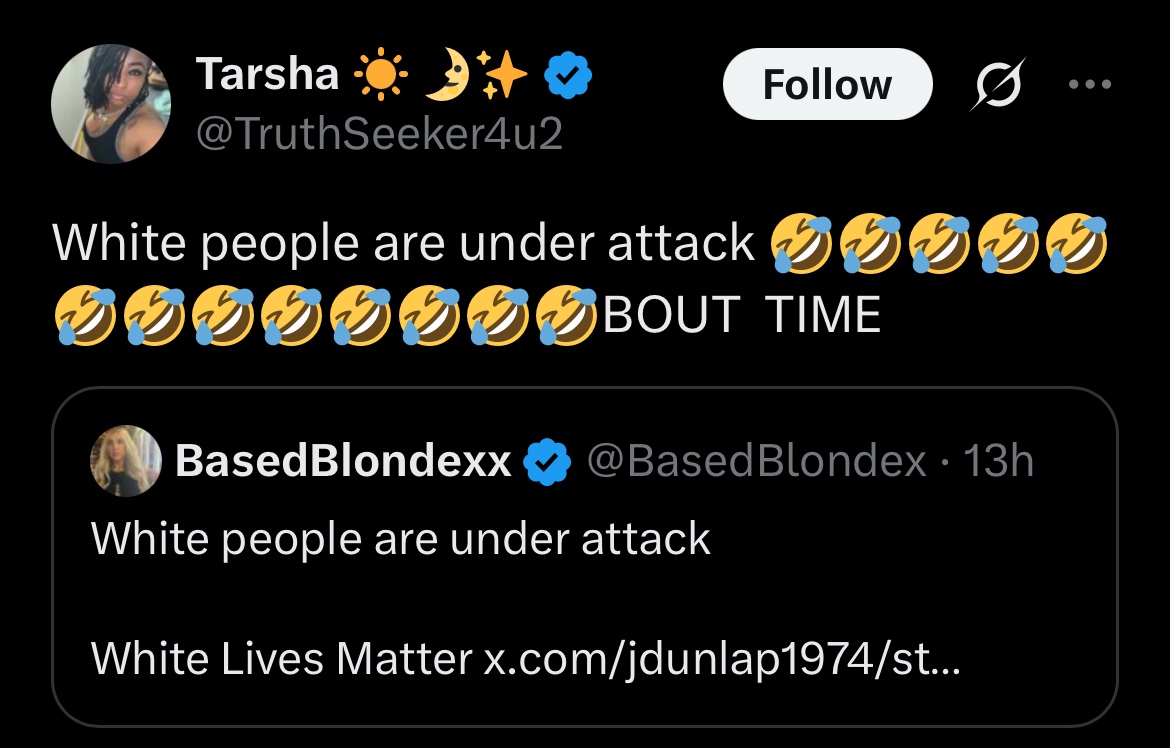 Tarsha ☀️ 🌛✨
Follow
@TruthSeeker4u2
White people are under attack 🤣🤣🤣🤣🤣
🤣🤣🤣🤣🤣🤣🤣🤣BOUT  TIME
BasedBlondexx @BasedBlondex · 13h
White people are under attack
White Lives Matter x.com/jdunlap1974/st...